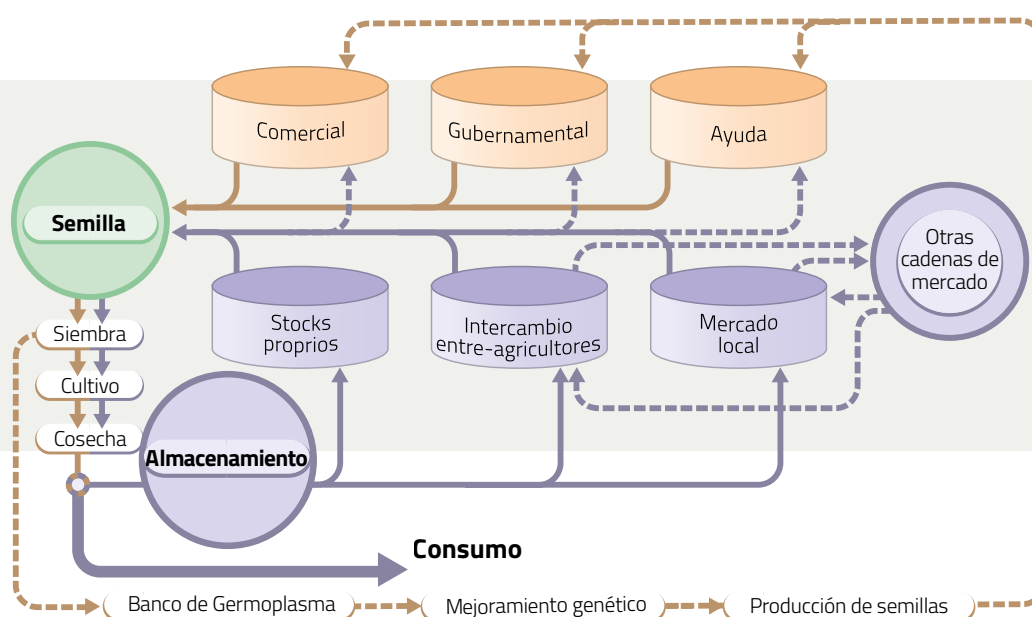 Comercial
Gubernamental
Ayuda
Semilla
Otras
cadenas de
mercado
Siembra
Stocks
proprios
Intercambio
entre-agricultores
Mercado
local
Cultivo
Cosecha
Almacenamiento
Consumo
Banco de Germoplasma
Mejoramiento genético
Producción de semillas